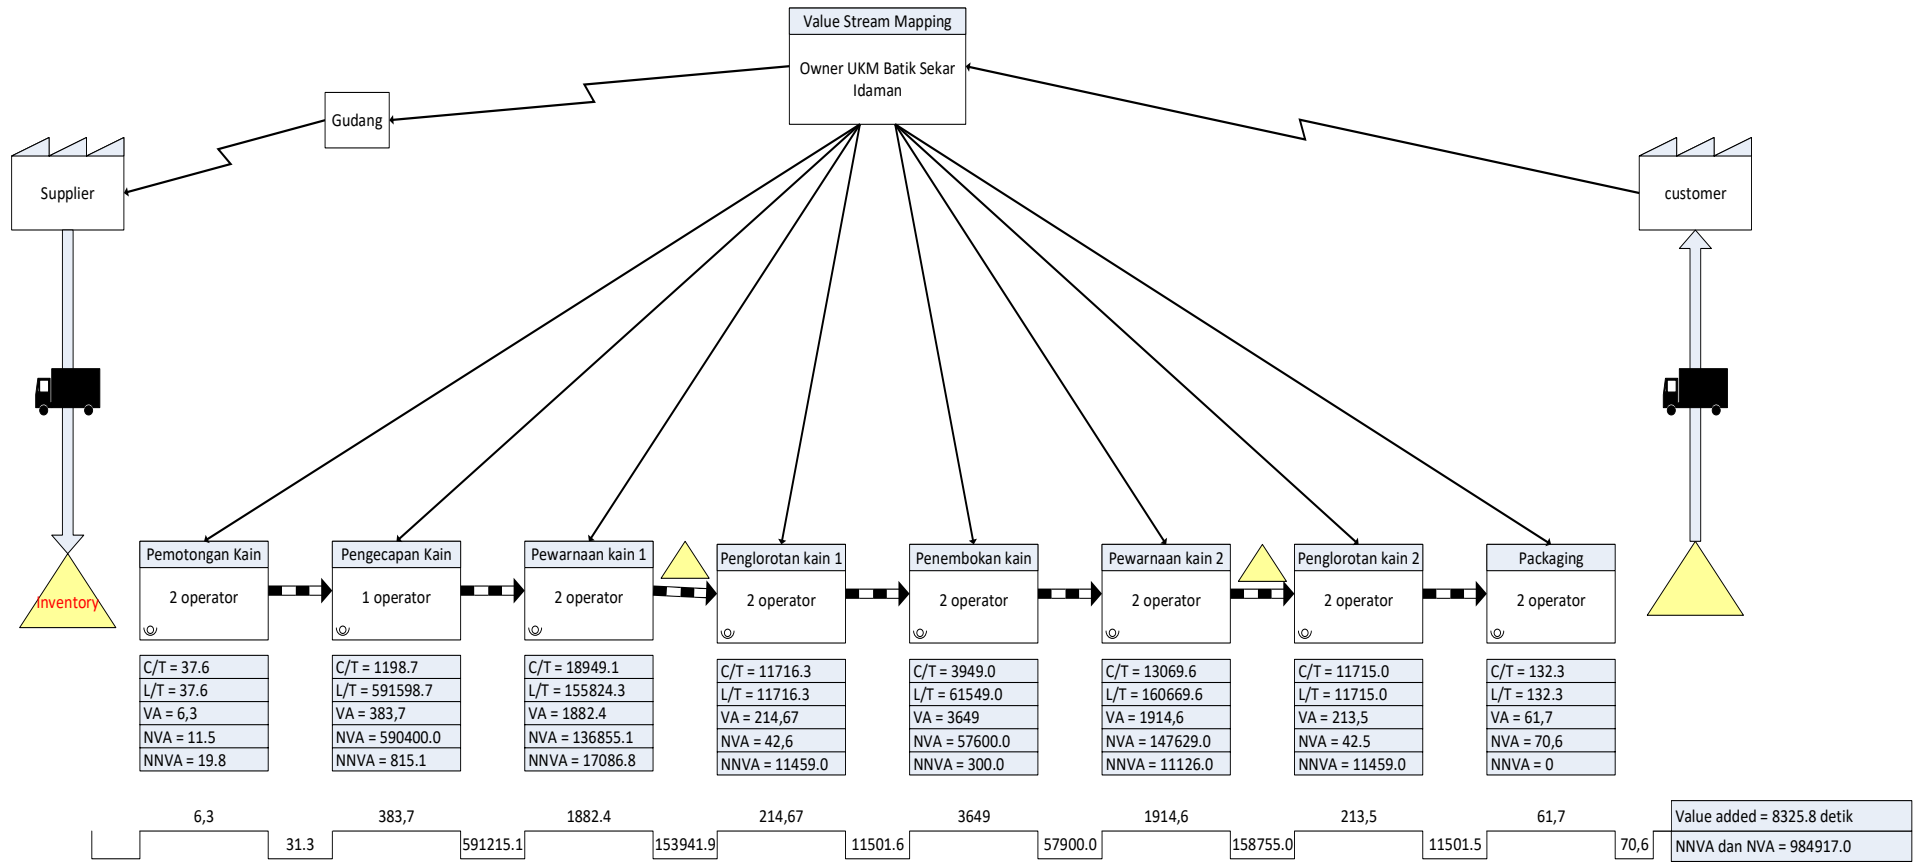 Value Stream Mapping
Owner UKM Batik Sekar
Idaman
Gudang
Supplier
customer
Inventory
Pemotongan Kain
2 operator
C/T = 37.6
L/T = 37.6
VA = 6,3
NVA = 11.5
NNVA = 19.8
Pengecapan Kain
1 operator
C/T = 1198.7
L/T = 591598.7
VA = 383,7
NVA = 590400.0
NNVA = 815.1
Pewarnaan kain 1
2 operator
C/T = 18949.1
L/T = 155824.3
VA = 1882.4
NVA = 136855.1
NNVA = 17086.8
Penglorotan kain 1
2 operator
C/T = 11716.3
L/T = 11716.3
VA = 214,67
NVA = 42,6
NNVA = 11459.0
Penembokan kain
2 operator
C/T = 3949.0
L/T = 61549.0
VA = 3649
NVA = 57600.0
NNVA = 300.0
Pewarnaan kain 2
2 operator
C/T = 13069.6
L/T = 160669.6
VA = 1914,6
NVA = 147629.0
NNVA = 11126.0
Penglorotan kain 2
2 operator
C/T = 11715.0
L/T = 11715.0
VA = 213,5
NVA = 42.5
NNVA = 11459.0
Packaging
2 operator
C/T = 132.3
L/T = 132.3
VA = 61,7
NVA = 70,6
NNVA = 0
6,3
383,7
1882.4
214,67
3649
1914,6
213,5
61,7
31.3
591215.1
153941.9
11501.6
57900.0
158755.0
11501.5
70,6
Value added = 8325.8 detik
NNVA dan NVA = 984917.0